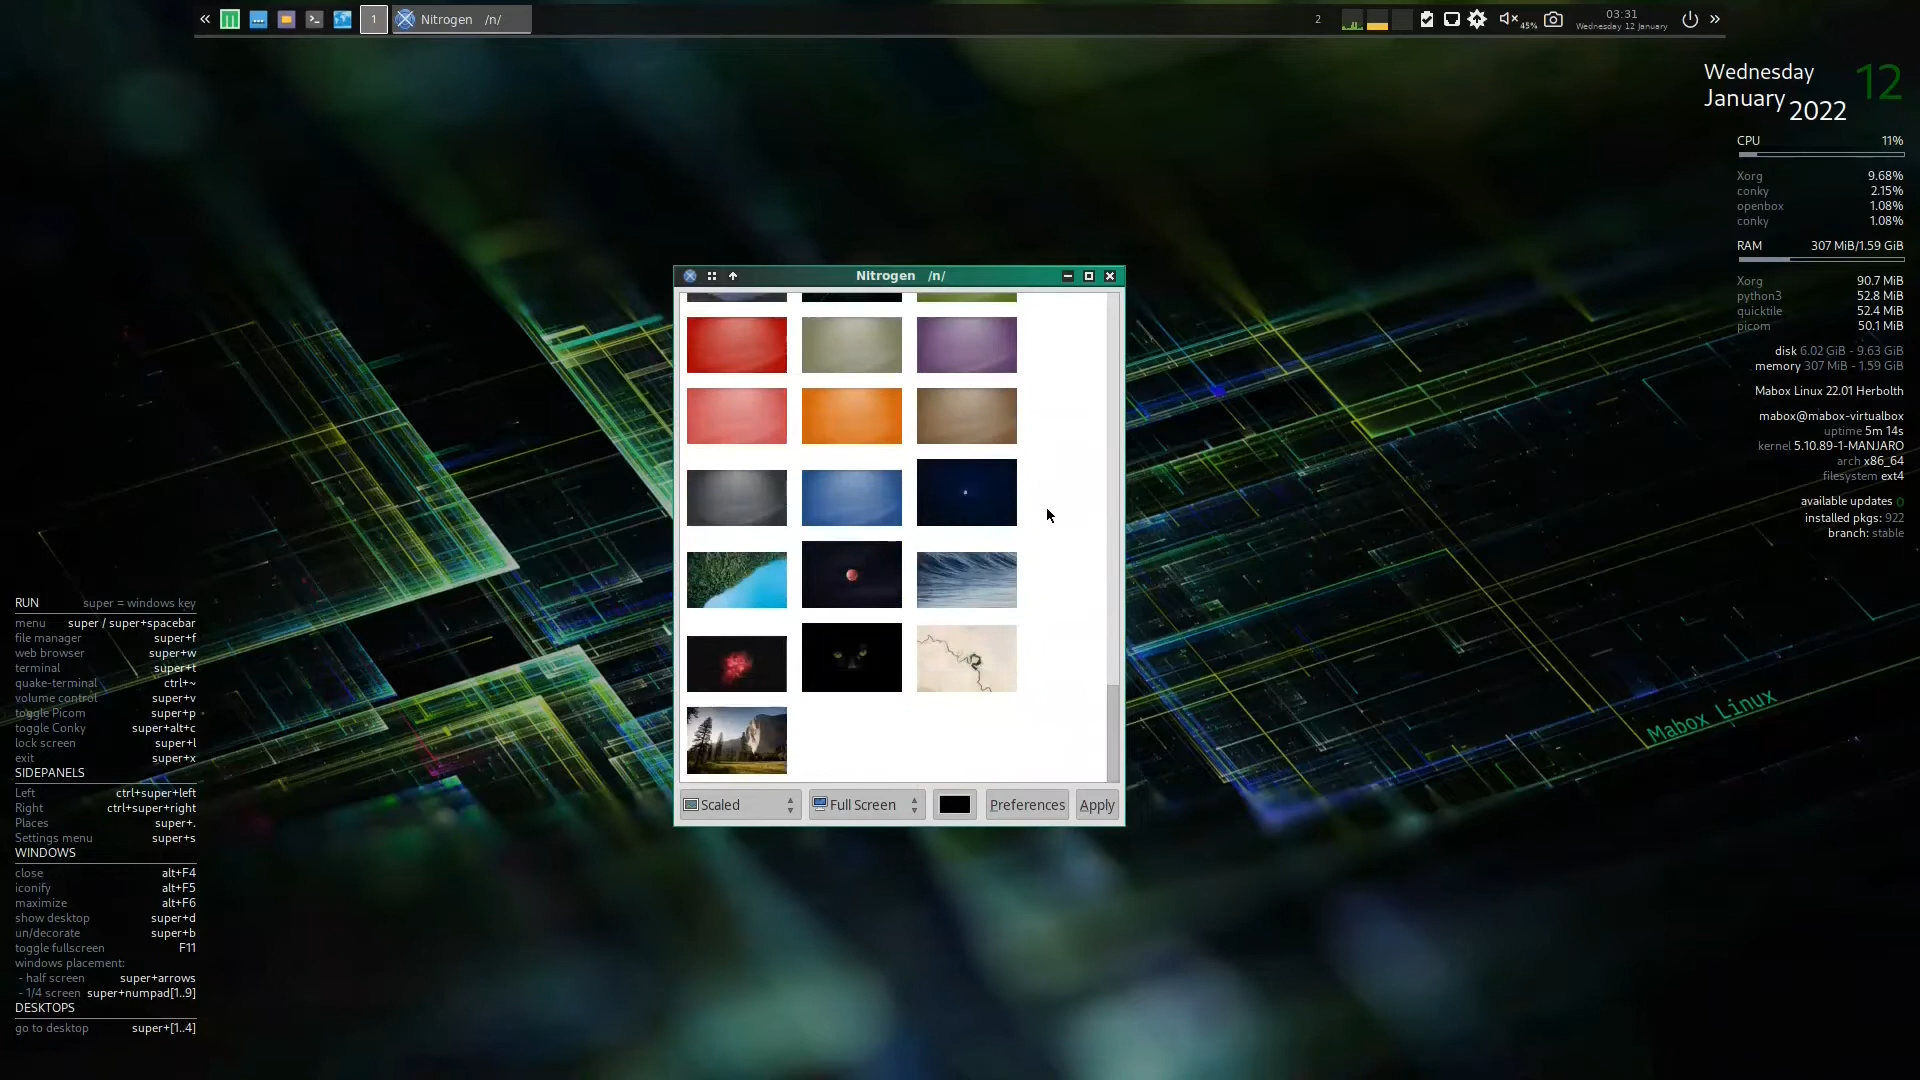 « 1 Nitrogen /n/ 2 45% 03:31 »
Wednesday 12 January
Wednesday 12
January 2022
CPU 11%
Xorg 9.68%
conky 2.15%
openbox 1.08%
conky 1.08%
RAM 307 MiB/1.59 GiB
Xorg 90.7 MiB
python3 52.8 MiB
quicktile 52.4 MiB
picom 50.1 MiB
disk 6.02 GiB - 9.63 GiB
memory 307 MiB - 1.59 GiB
Mabox Linux 22.01 Herbolth
mabox@mabox-virtualbox
uptime 5m 14s
kernel 5.10.89-1-MANJARO
arch x86_64
filesystem ext4
available updates 0
installed pkgs: 922
branch: stable
Nitrogen /n/
Scaled Full Screen Preferences Apply
Mabox Linux
RUN super = windows key
menu super / super+spacebar
file manager super+f
web browser super+w
terminal super+t
quake-terminal ctrl+~
volume control super+v
toggle Picom super+p
toggle Conky super+alt+c
lock screen super+l
exit super+x
SIDEPANELS
Left ctrl+super+left
Right ctrl+super+right
Places super+.
Settings menu super+s
WINDOWS
close alt+F4
iconify alt+F5
maximize alt+F6
show desktop super+d
un/decorate super+b
toggle fullscreen F11
windows placement:
- half screen super+arrows
- 1/4 screen super+numpad[1..9]
DESKTOPS
go to desktop super+[1..4]